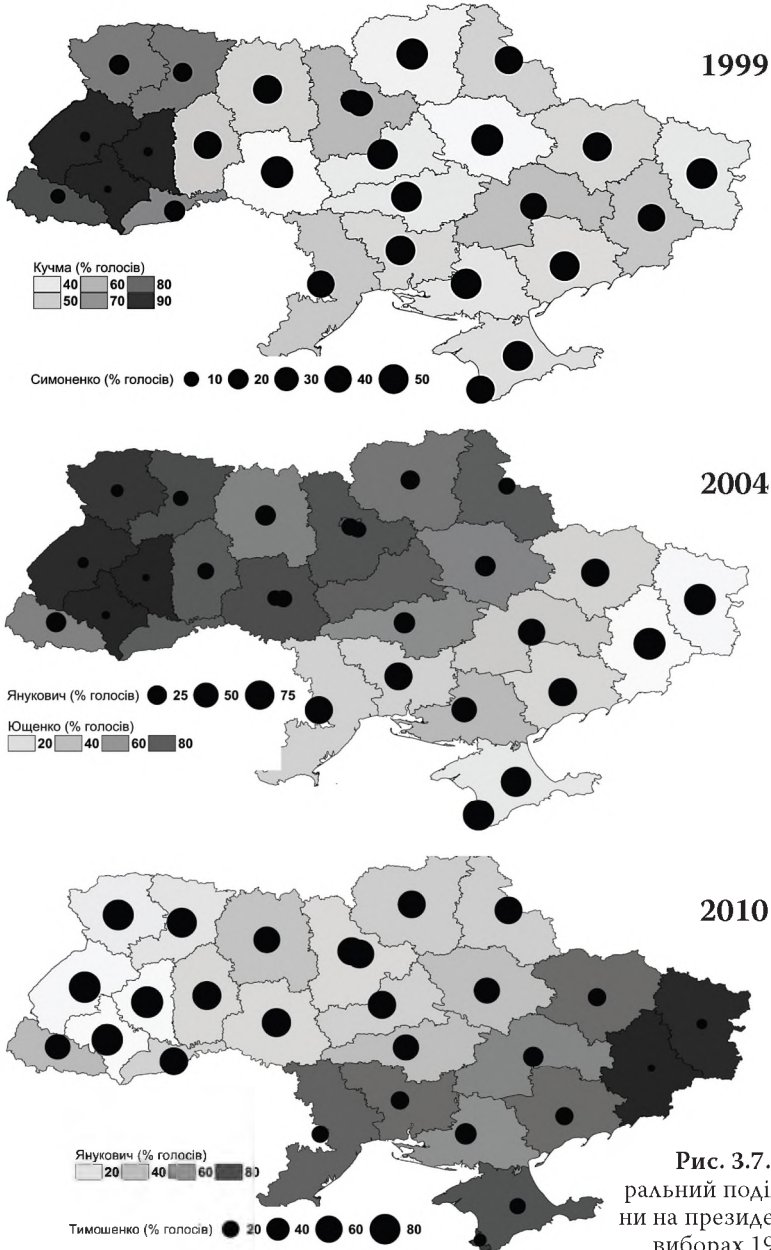 1999
Кучма (% голосів)
40 60 80
50 70 90
Симоненко (% голосів) 10 20 30 40 50
2004
Янукович (% голосів) 25 50 75
Ющенко (% голосів)
20 40 60 80
2010
Янукович (% голосів)
20 40 60 80
Тимошенко (% голосів) 20 40 60 80
Рис. 3.7.
ральний поді
ни на президе
виборах 19